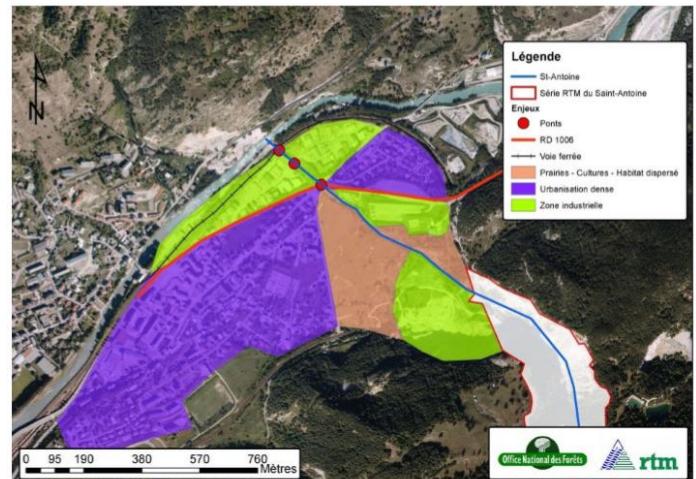 N
Légende
St-Antoine
Série RTM du Saint-Antoine
Enjeux
Ponts
RD 1006
Voie ferrée
Prairies - Cultures - Habitat dispersé
Urbanisation dense
Zone industrielle
0 95 190 380 570 760
Mètres
Office National des Forêts
rtm